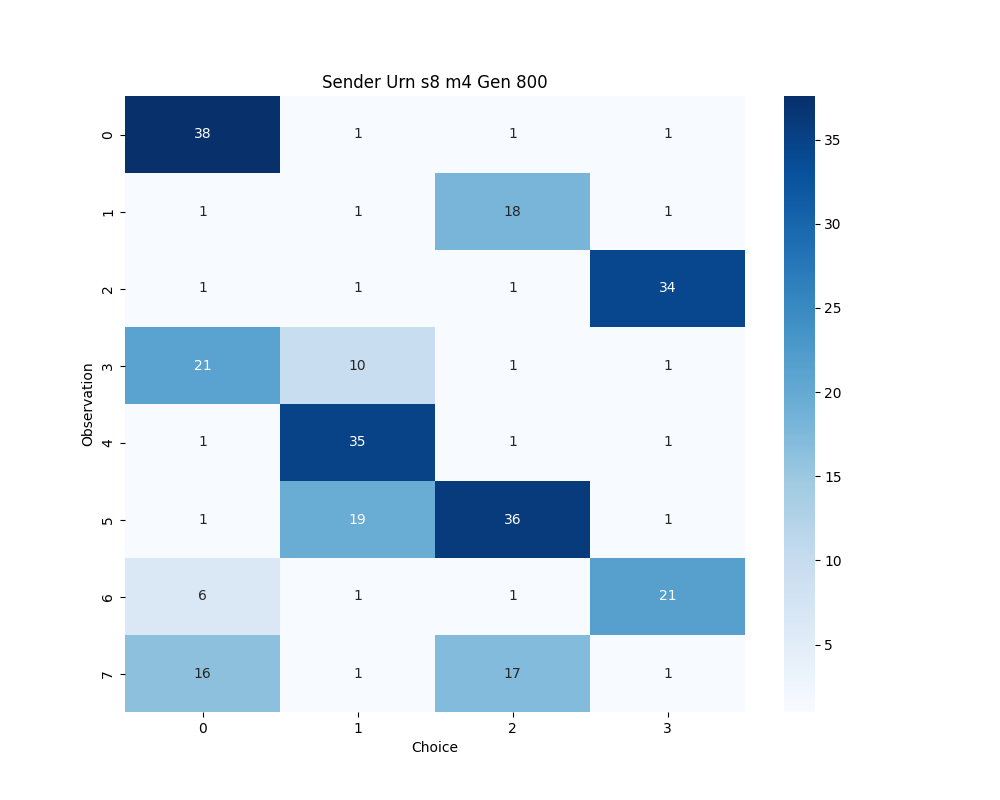 Sender Urn s8 m4 Gen 800
0 38 1 1 1
1 1 1 18 1
2 1 1 1 34
3 21 10 1 1
4 1 35 1 1
5 1 19 36 1
6 6 1 1 21
7 16 1 17 1
0 1 2 3
Choice
Observation
35
30
25
20
15
10
5